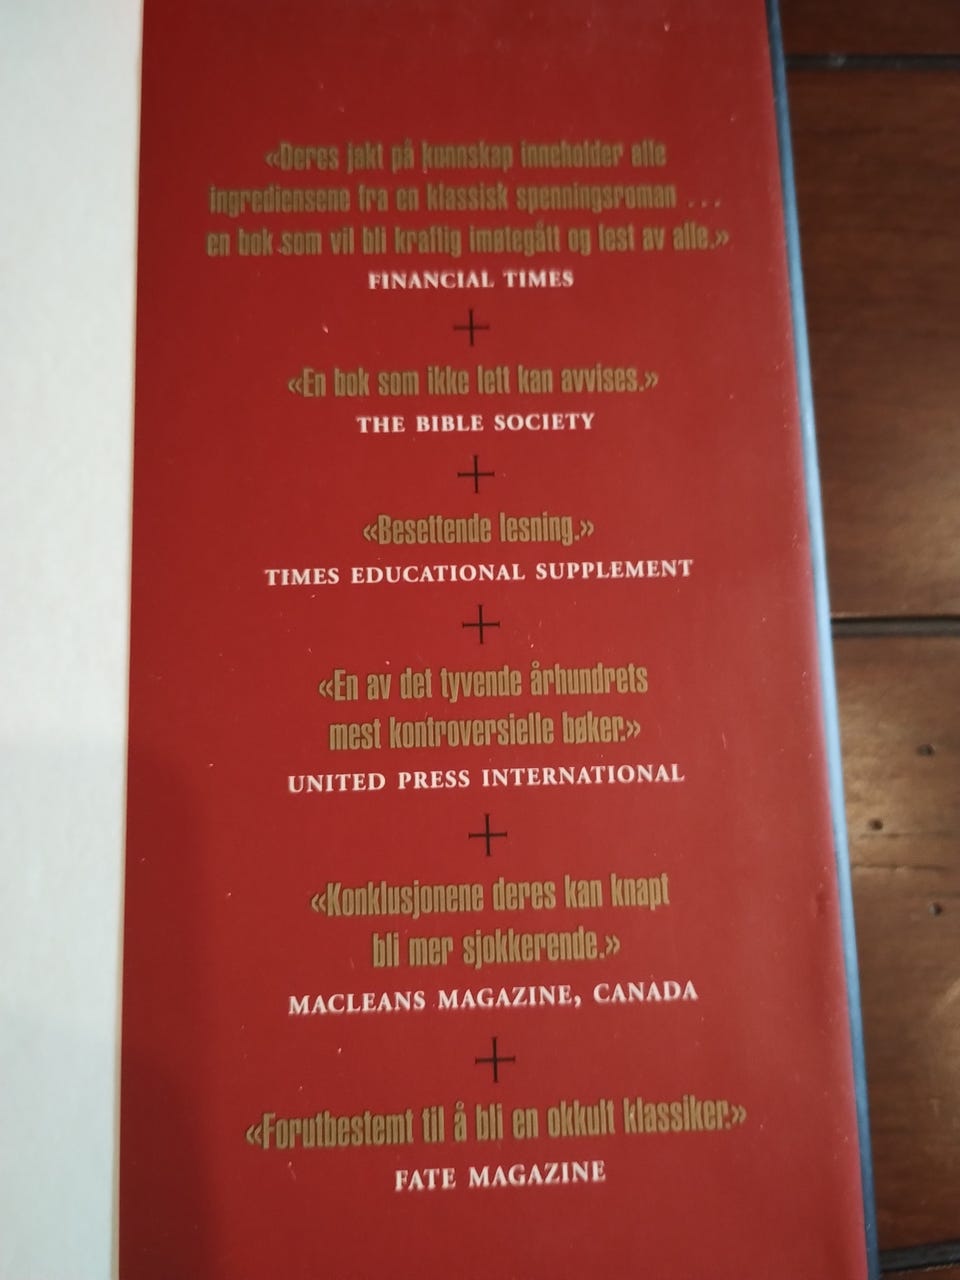 «Deres jakt på kunnskap inneholder alle
ingrediensene fra en klassisk spenningsroman ...
en bok som vil bli kraftig imøtegått og lest av alle.»
FINANCIAL TIMES
«En bok som ikke lett kan avvises.»
THE BIBLE SOCIETY
«Besettende lesning.»
TIMES EDUCATIONAL SUPPLEMENT
«En av det tyvende århundrets
mest kontroversielle bøker.»
UNITED PRESS INTERNATIONAL
«Konklusjonene deres kan knapt
bli mer sjokkerende.»
MACLEANS MAGAZINE, CANADA
«Forutbestemt til å bli en okkult klassiker.»
FATE MAGAZINE